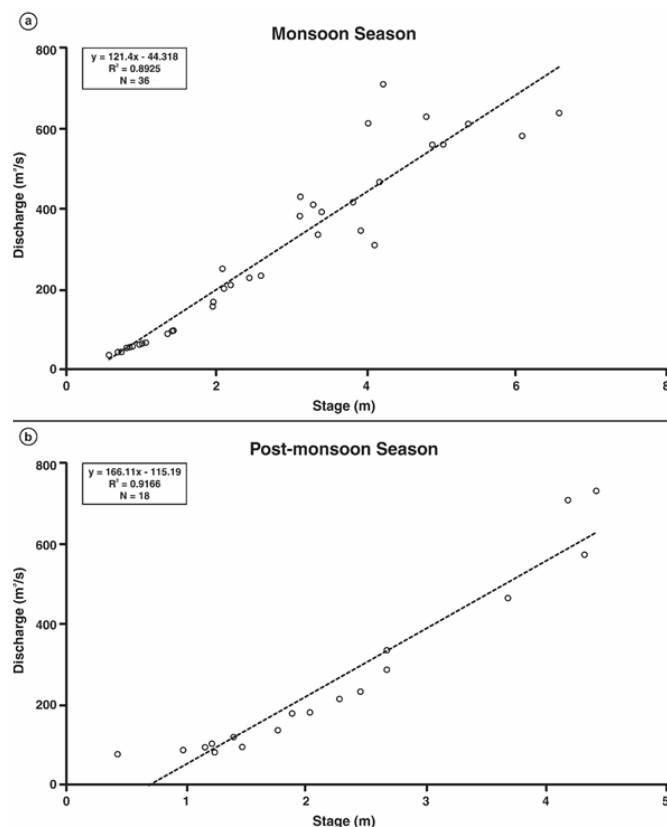 a
Monsoon Season
y = 121.4x - 44.318
R² = 0.8925
N = 36
800
600
400
200
0
Discharge (m³/s)
0 2 4 6 8
Stage (m)
b
Post-monsoon Season
y = 166.11x - 115.19
R² = 0.9166
N = 18
800
600
400
200
0
Discharge (m³/s)
0 1 2 3 4 5
Stage (m)